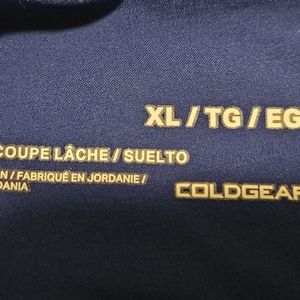 XL / TG / EG
COUPE LÂCHE / SUELTO
N / FABRIQUÉ EN JORDANIE /
DANIA
COLDGEAR